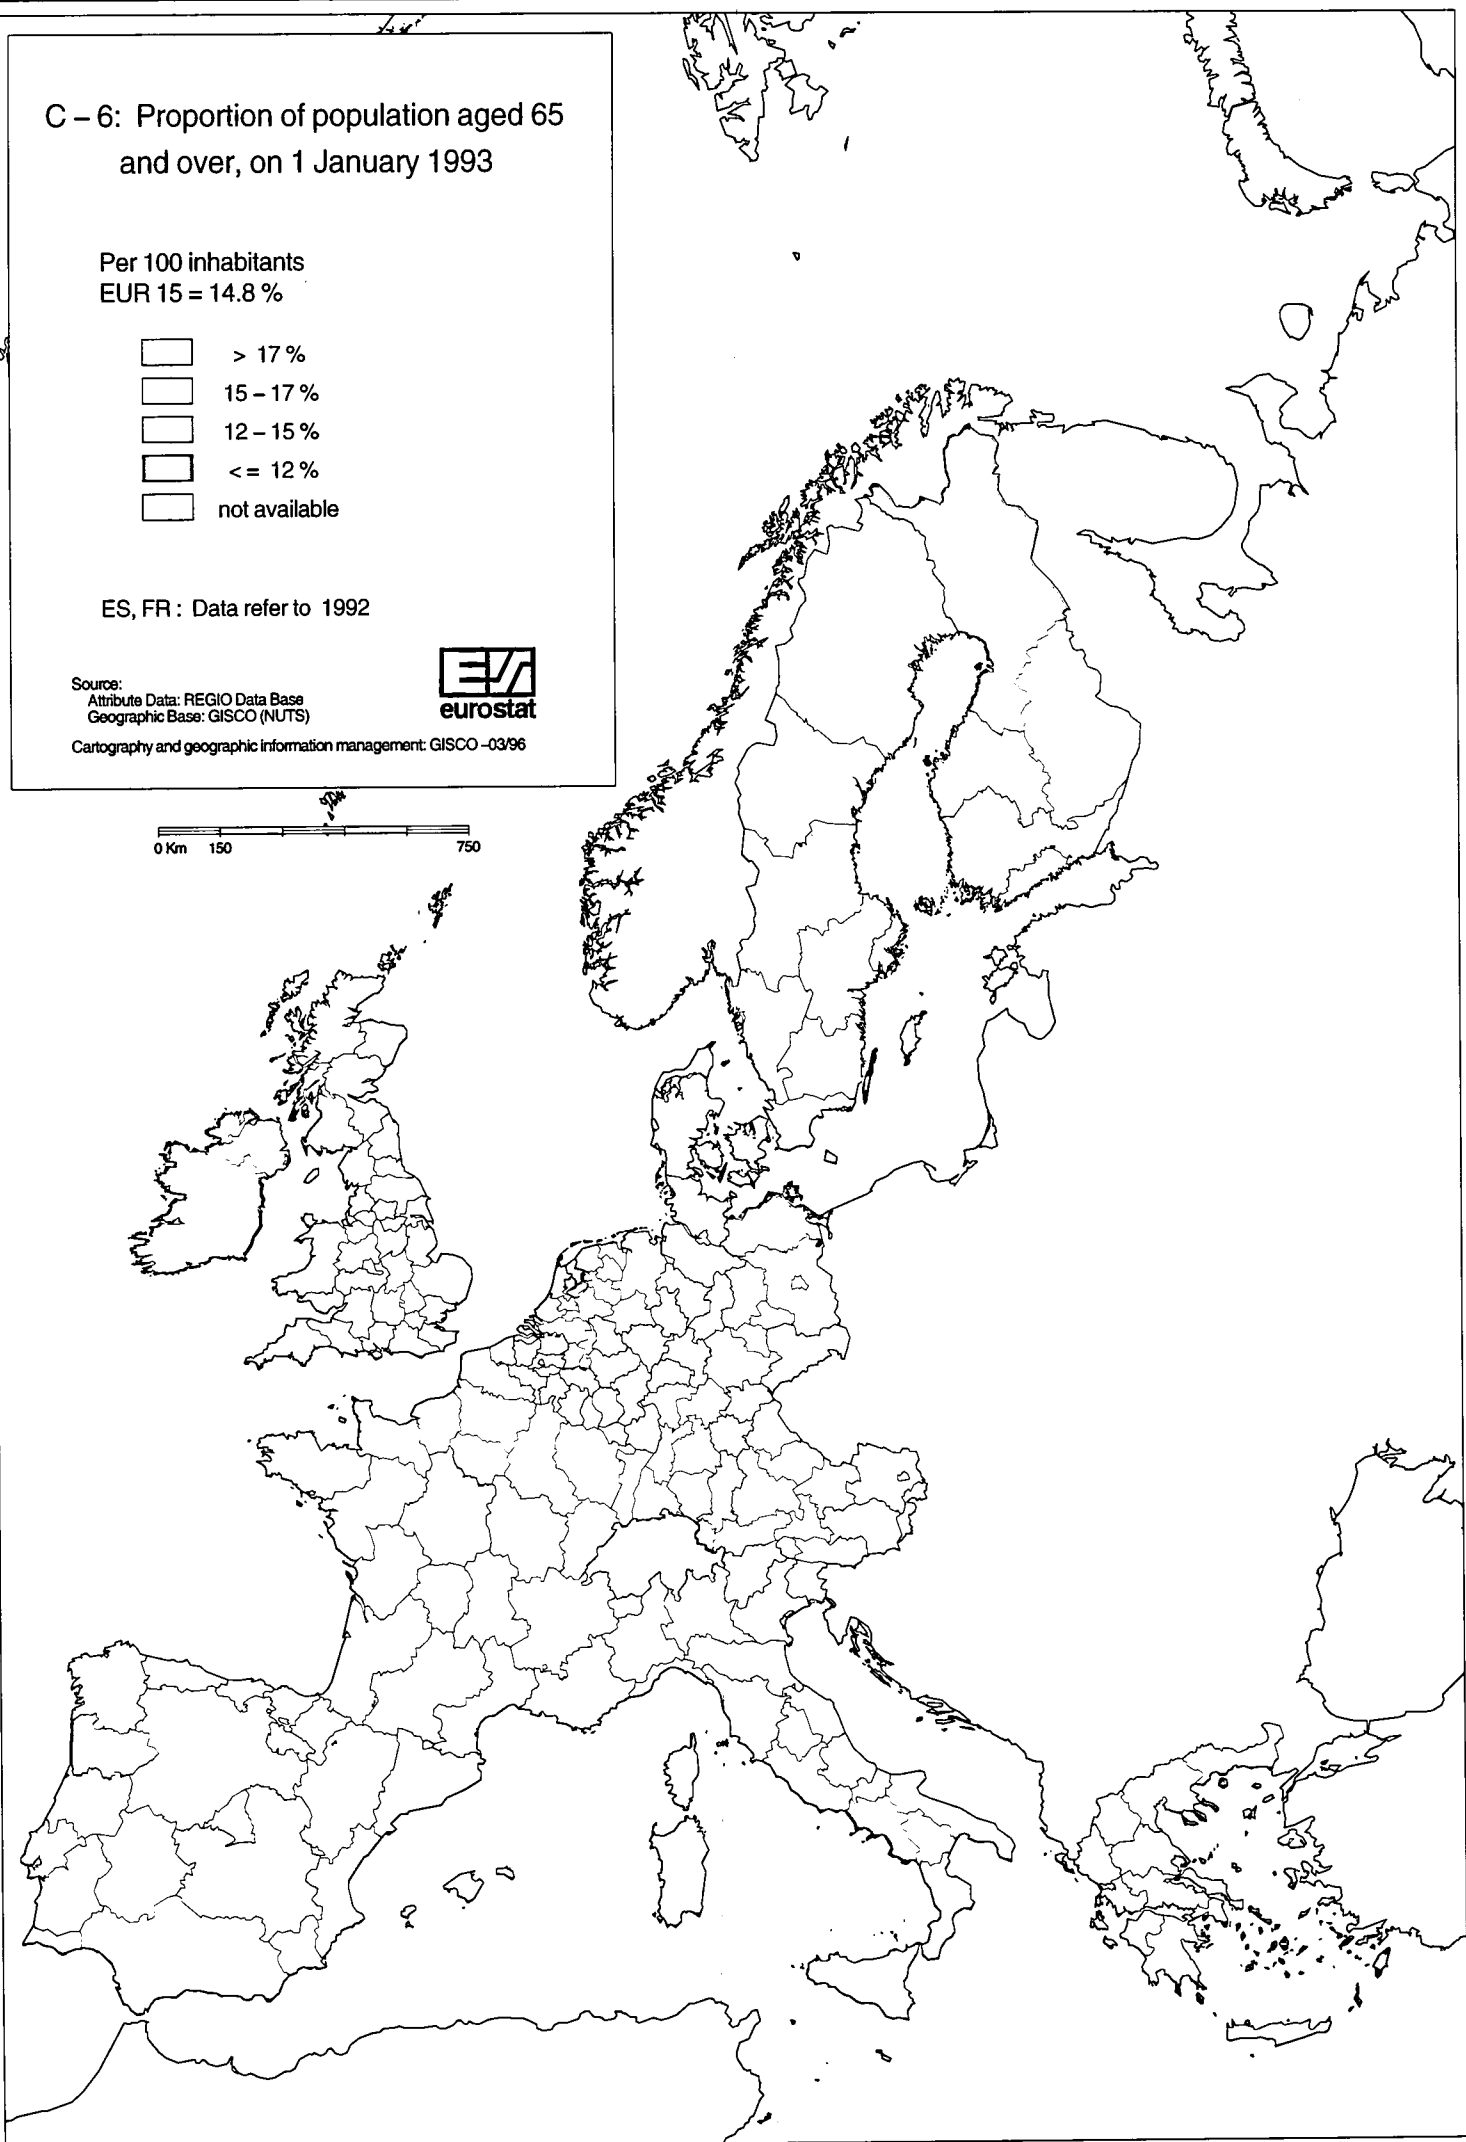 C – 6: Proportion of population aged 65
and over, on 1 January 1993
Per 100 inhabitants
EUR 15 = 14.8 %
> 17 %
15 – 17 %
12 – 15 %
< = 12 %
not available
ES, FR : Data refer to 1992
Source:
Attribute Data: REGIO Data Base
Geographic Base: GISCO (NUTS)
eurostat
Cartography and geographic information management: GISCO –03/96
0 Km 150 750